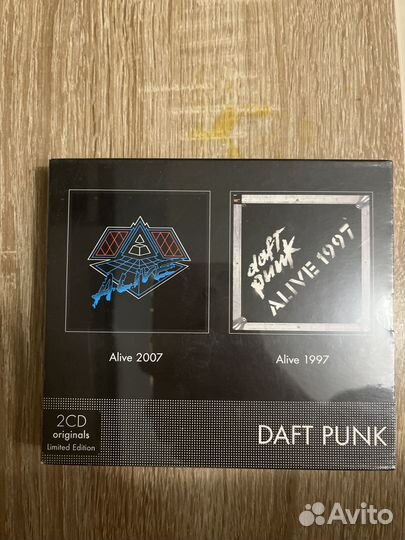 ALIVE
daft
punk
ALIVE 1997
Alive 2007
Alive 1997
2CD
originals
Limited Edition
DAFT PUNK
Avito